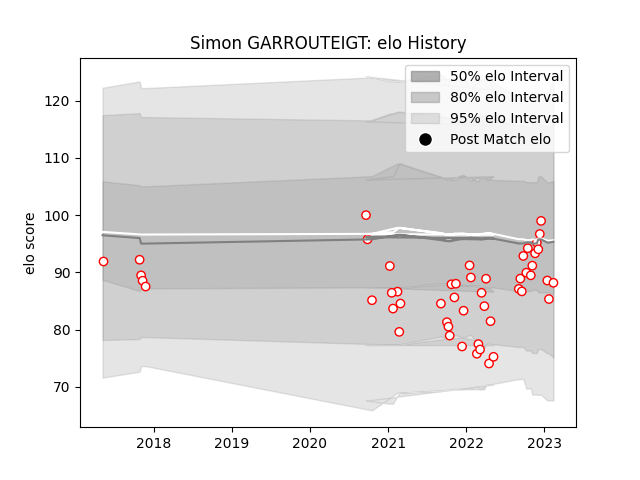 Simon GARROUTEIGT: elo History
50% elo Interval
80% elo Interval
95% elo Interval
Post Match elo
elo score
120
110
100
90
80
70
2018
2019
2020
2021
2022
2023